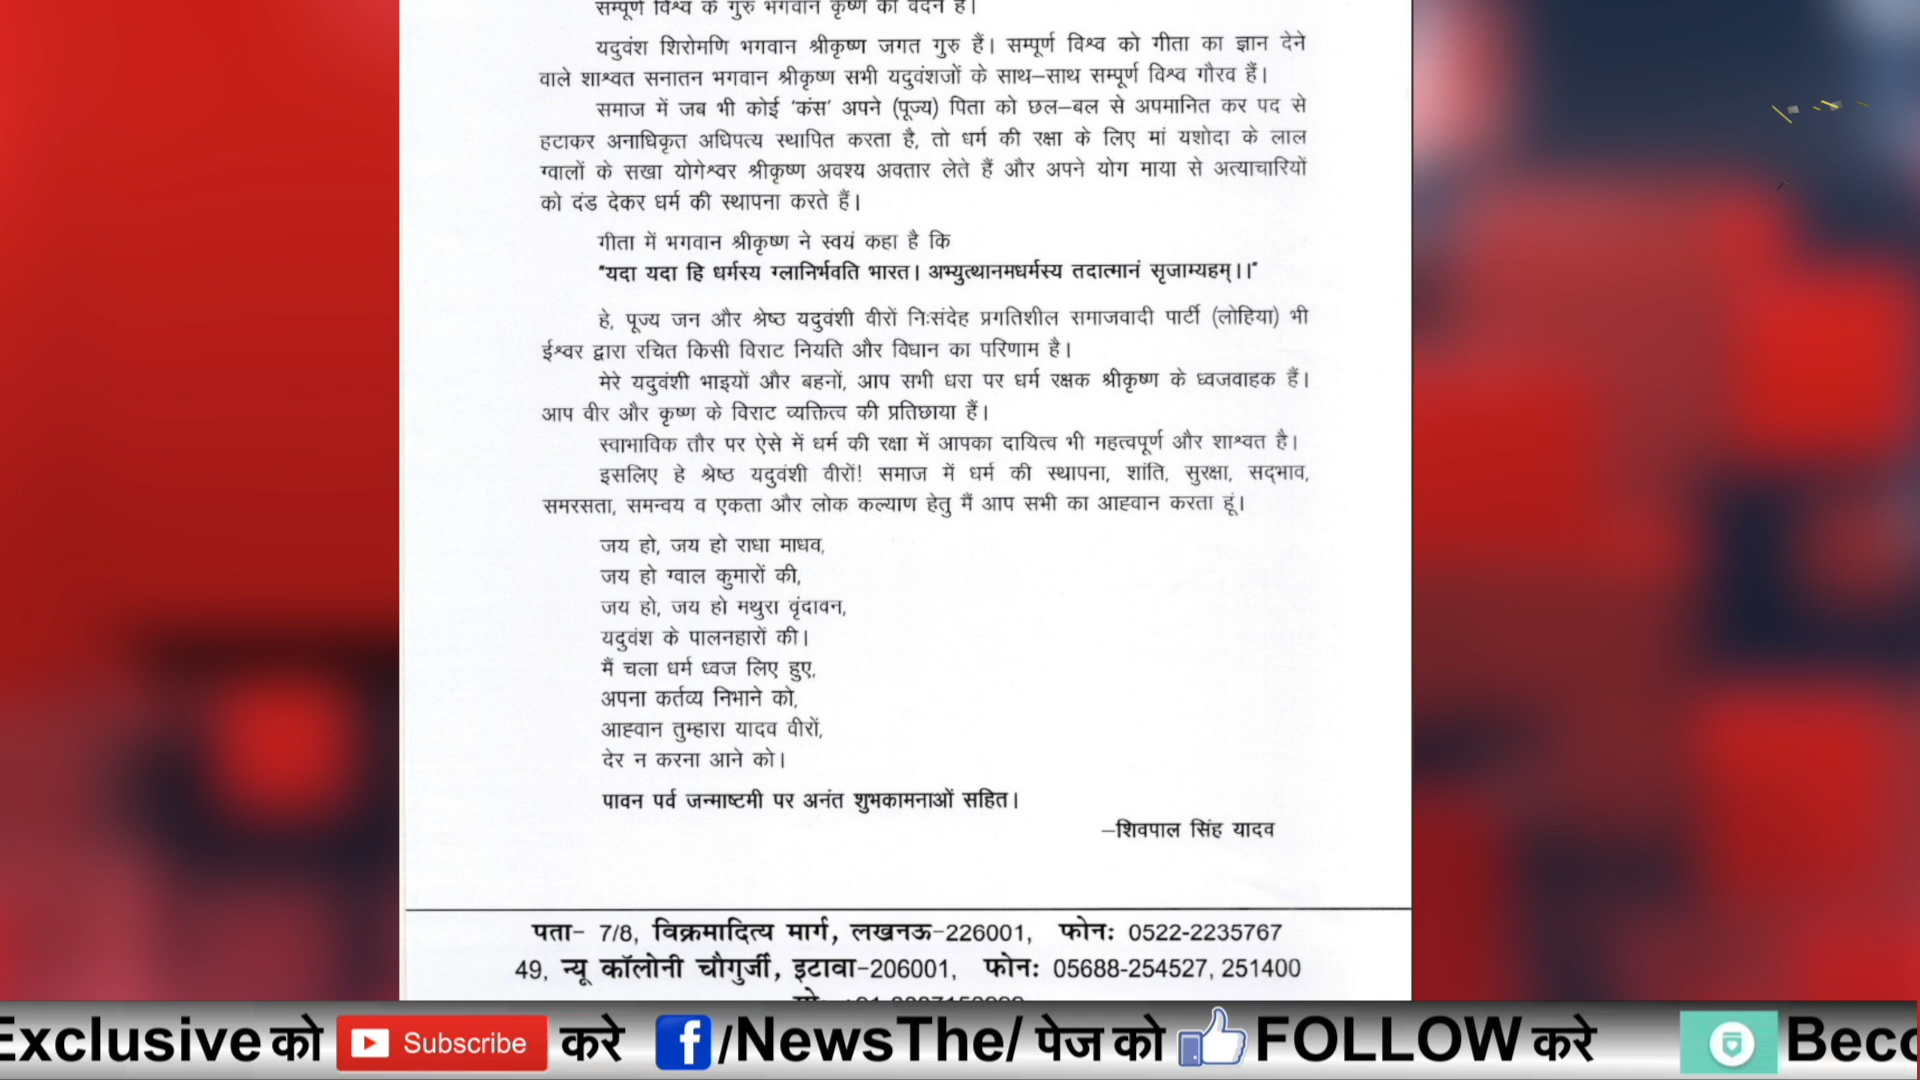 सम्पूर्ण विश्व के गुरु भगवान कृष्ण का वंदन है।
यदुवंश शिरोमणि भगवान श्रीकृष्ण जगत गुरु हैं। सम्पूर्ण विश्व को गीता का ज्ञान देने
वाले शाश्वत सनातन भगवान श्रीकृष्ण सभी यदुवंशजों के साथ–साथ सम्पूर्ण विश्व गौरव हैं।
समाज में जब भी कोई 'कंस' अपने (पूज्य) पिता को छल–बल से अपमानित कर पद से
हटाकर अनाधिकृत अधिपत्य स्थापित करता है, तो धर्म की रक्षा के लिए मां यशोदा के लाल
ग्वालों के सखा योगेश्वर श्रीकृष्ण अवश्य अवतार लेते हैं और अपने योग माया से अत्याचारियों
को दंड देकर धर्म की स्थापना करते हैं।
गीता में भगवान श्रीकृष्ण ने स्वयं कहा है कि
"यदा यदा हि धर्मस्य ग्लानिर्भवति भारत। अभ्युत्थानमधर्मस्य तदात्मानं सृजाम्यहम्।।"
हे, पूज्य जन और श्रेष्ठ यदुवंशी वीरों निःसंदेह प्रगतिशील समाजवादी पार्टी (लोहिया) भी
ईश्वर द्वारा रचित किसी विराट नियति और विधान का परिणाम है।
मेरे यदुवंशी भाइयों और बहनों, आप सभी धरा पर धर्म रक्षक श्रीकृष्ण के ध्वजवाहक हैं।
आप वीर और कृष्ण के विराट व्यक्तित्व की प्रतिछाया हैं।
स्वाभाविक तौर पर ऐसे में धर्म की रक्षा में आपका दायित्व भी महत्वपूर्ण और शाश्वत है।
इसलिए हे श्रेष्ठ यदुवंशी वीरों! समाज में धर्म की स्थापना, शांति, सुरक्षा, सद्भाव,
समरसता, समन्वय व एकता और लोक कल्याण हेतु मैं आप सभी का आह्वान करता हूं।
जय हो, जय हो राधा माधव,
जय हो ग्वाल कुमारों की,
जय हो, जय हो मथुरा वृंदावन,
यदुवंश के पालनहारों की।
मैं चला धर्म ध्वज लिए हुए,
अपना कर्तव्य निभाने को,
आह्वान तुम्हारा यादव वीरों,
देर न करना आने को।
पावन पर्व जन्माष्टमी पर अनंत शुभकामनाओं सहित।
–शिवपाल सिंह यादव
पता- 7/8, विक्रमादित्य मार्ग, लखनऊ-226001, फोन: 0522-2235767
49, न्यू कॉलोनी चौगुर्जी, इटावा-206001, फोन: 05688-254527, 251400
Exclusive को Subscribe करे f/NewsThe/ पेज को FOLLOW करे Beco